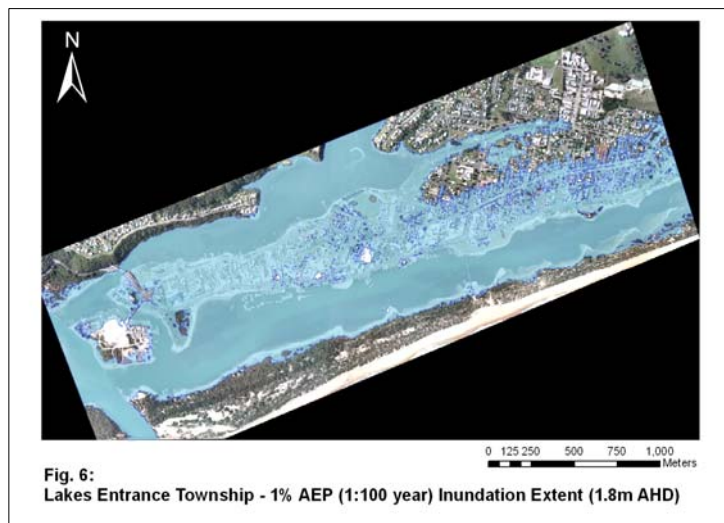 N
0 125 250 500 750 1,000
Meters
Fig. 6:
Lakes Entrance Township - 1% AEP (1:100 year) Inundation Extent (1.8m AHD)